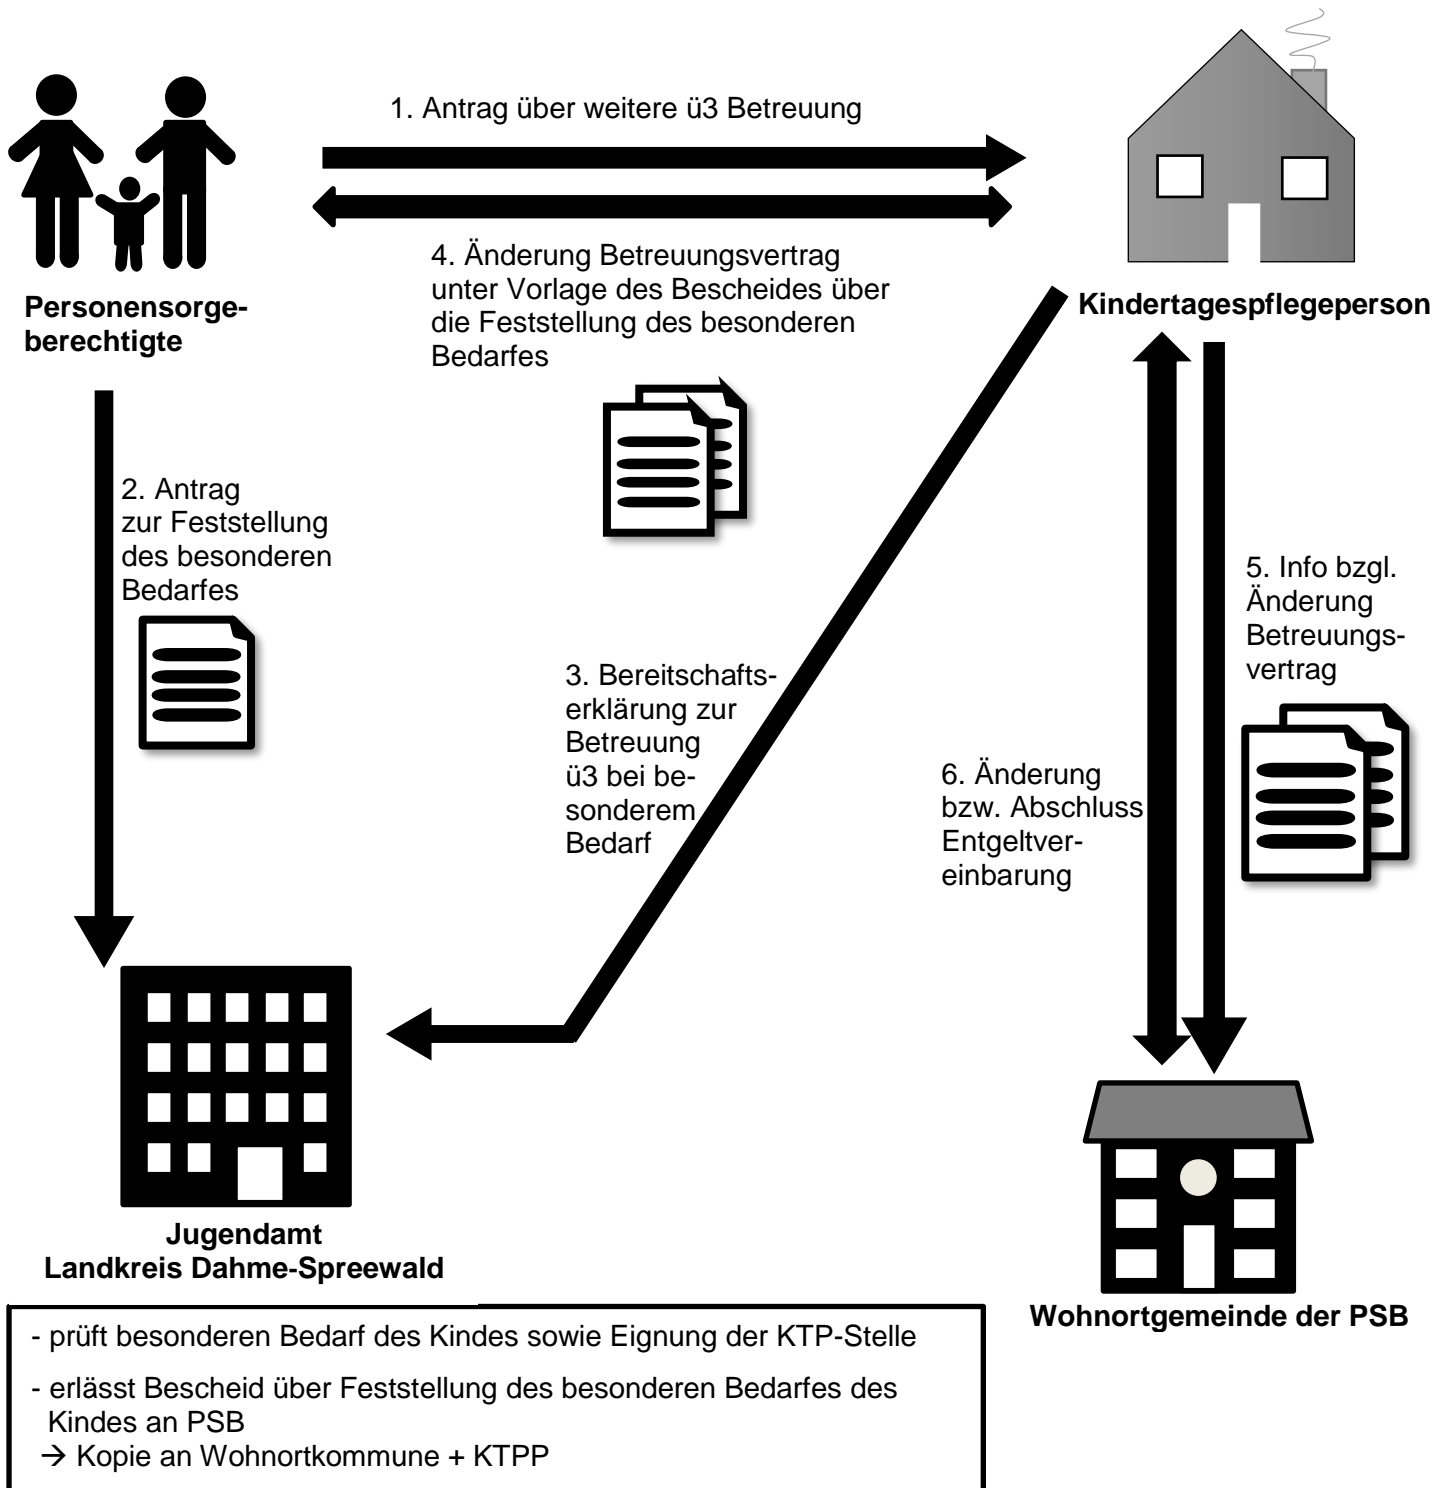 1. Antrag über weitere ü3 Betreuung
Personensorge-
berechtigte
4. Änderung Betreuungsvertrag
unter Vorlage des Bescheides über
die Feststellung des besonderen
Bedarfes
Kindertagespflegeperson
2. Antrag
zur Feststellung
des besonderen
Bedarfes
3. Bereitschafts-
erklärung zur
Betreuung
ü3 bei be-
sonderem
Bedarf
5. Info bzgl.
Änderung
Betreuungs-
vertrag
6. Änderung
bzw. Abschluss
Entgeltver-
einbarung
Jugendamt
Landkreis Dahme-Spreewald
Wohnortgemeinde der PSB
- prüft besonderen Bedarf des Kindes sowie Eignung der KTP-Stelle
- erlässt Bescheid über Feststellung des besonderen Bedarfes des
Kindes an PSB
→ Kopie an Wohnortkommune + KTPP